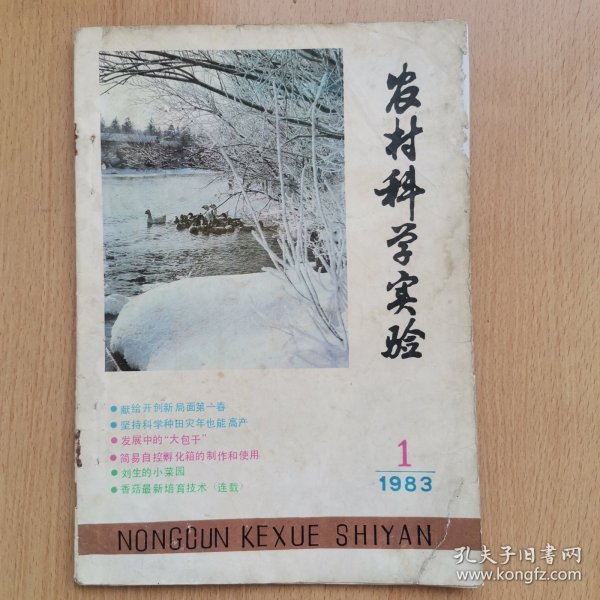 农村科学实验
●献给开创新局面第一春
●坚持科学种田灾年也能高产
●发展中的“大包干”
●简易自控孵化箱的制作和使用
●刘生的小菜园
●香菇最新培育技术（连载）
1
1983
NONGCUN KEXUE SHIYAN
孔夫子旧书网
www.kongfz.com